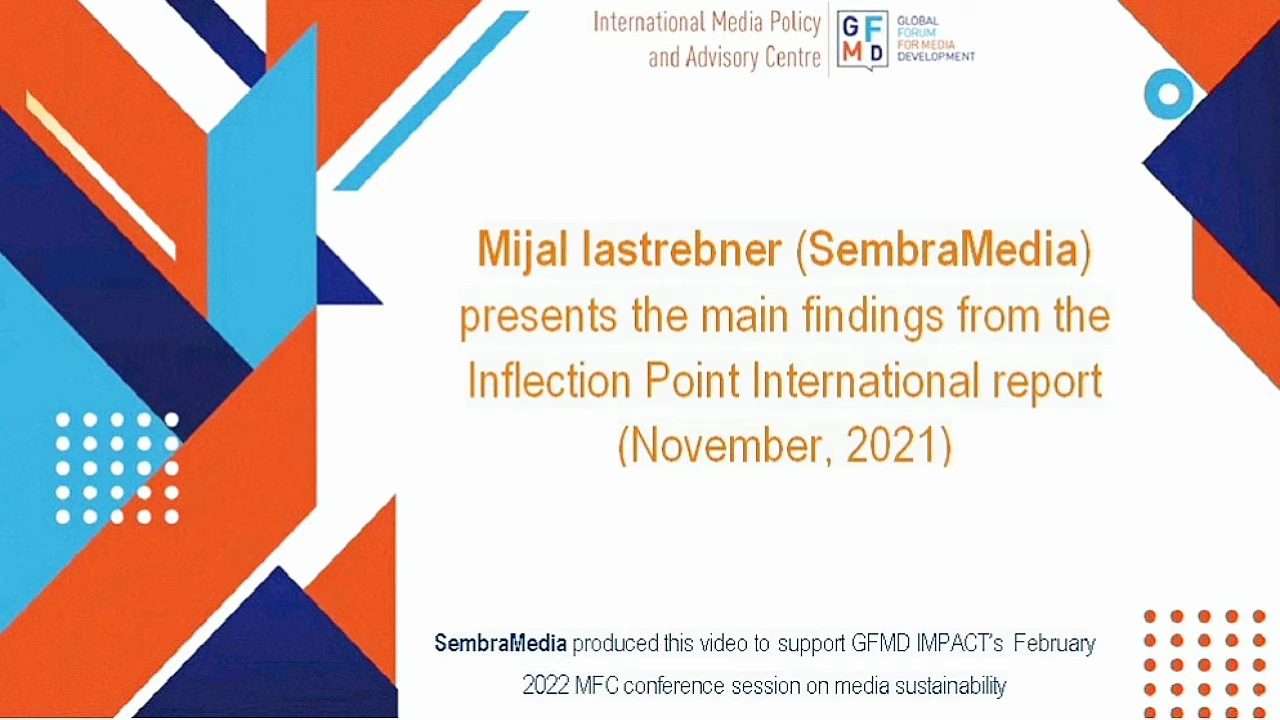 International Media Policy
and Advisory Centre
GFMD
GLOBAL
FORUM
FOR MEDIA
DEVELOPMENT
Mijal Iastrebner (SembraMedia)
presents the main findings from the
Inflection Point International report
(November, 2021)
SembraMedia produced this video to support GFMD IMPACT's February
2022 MFC conference session on media sustainability